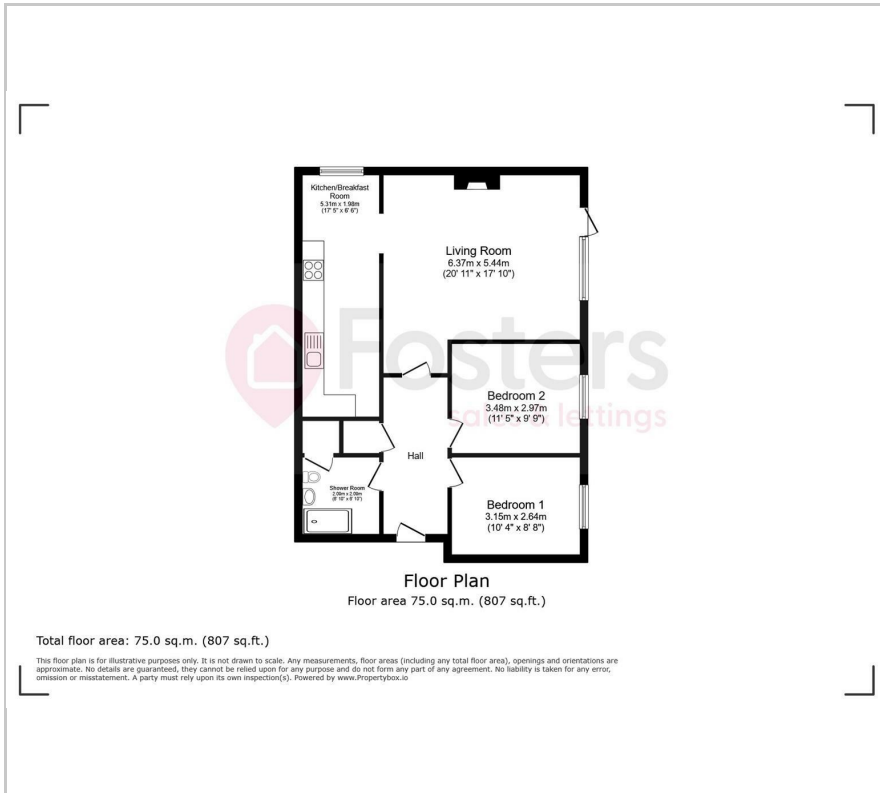 Kitchen/Breakfast
Room
5.31m x 1.98m
(17' 5" x 6' 6")
Living Room
6.37m x 5.44m
(20' 11" x 17' 10")
Fosters
sales & lettings
Bedroom 2
3.48m x 2.97m
(11' 5" x 9' 9")
Hall
Shower Room
2.09m x 2.08m
(6' 10" x 6' 10")
Bedroom 1
3.15m x 2.64m
(10' 4" x 8' 8")
Floor Plan
Floor area 75.0 sq.m. (807 sq.ft.)
Total floor area: 75.0 sq.m. (807 sq.ft.)
This floor plan is for illustrative purposes only. It is not drawn to scale. Any measurements, floor areas (including any total floor area), openings and orientations are
approximate. No details are guaranteed, they cannot be relied upon for any purpose and do not form any part of any agreement. No liability is taken for any error,
omission or misstatement. A party must rely upon its own inspection(s). Powered by www.Propertybox.io